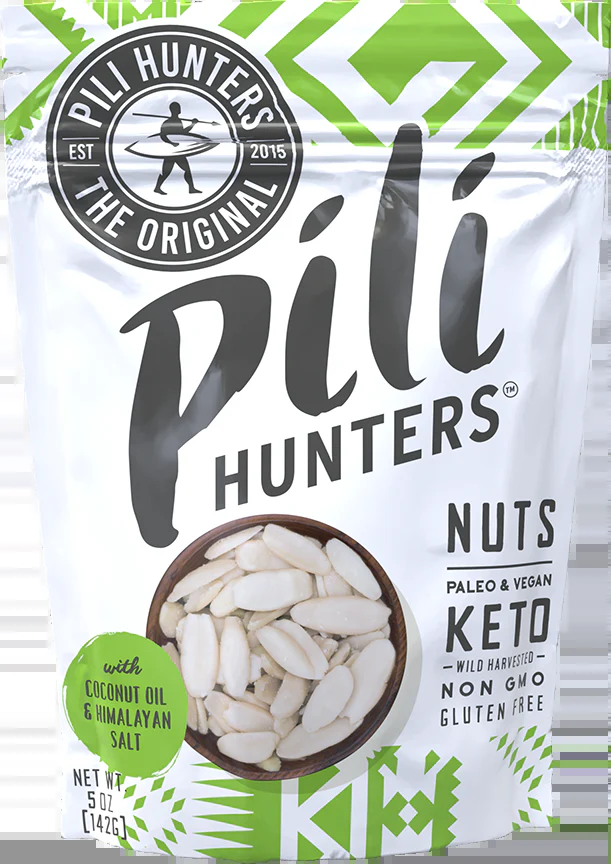 PILI HUNTERS
EST 2015
THE ORIGINAL
Pili
HUNTERS™
NUTS
PALEO & VEGAN
KETO
-WILD HARVESTED-
NON GMO
GLUTEN FREE
with
COCONUT OIL
& HIMALAYAN
SALT
NET WT
5 OZ
[142G]